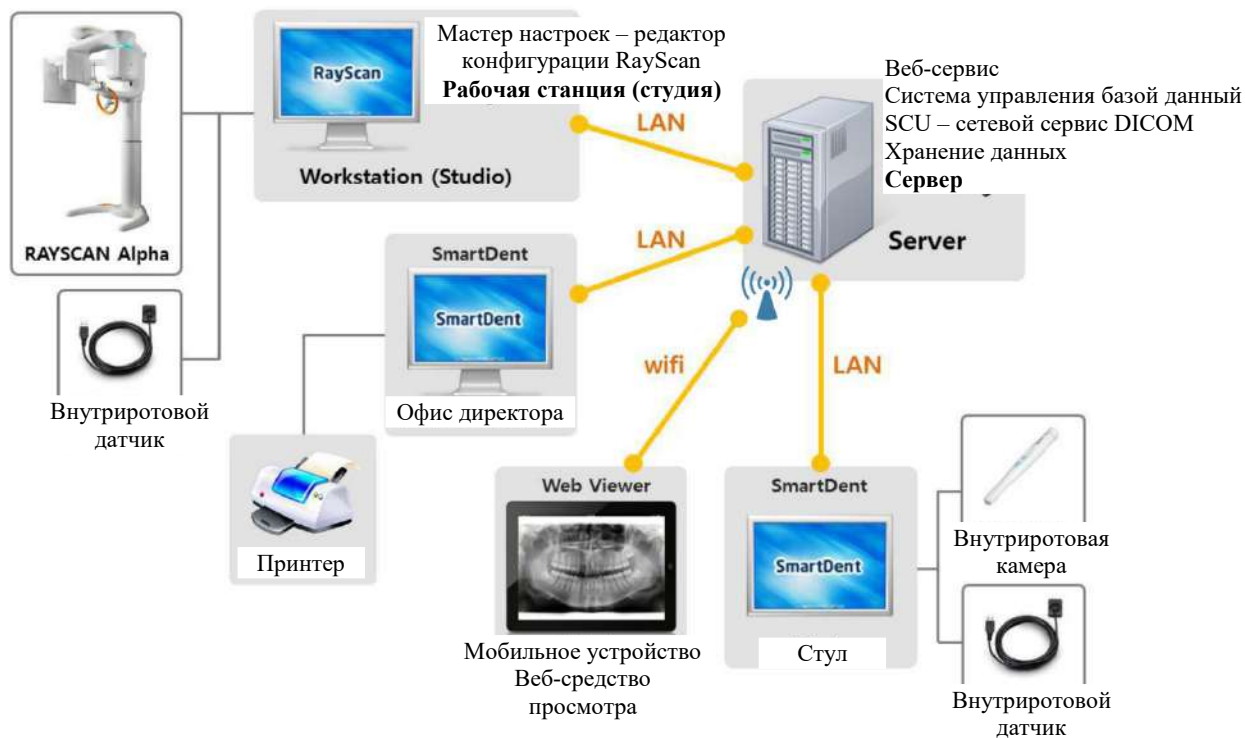 RayScan
Мастер настроек – редактор
конфигурации RayScan
Рабочая станция (студия)
Workstation (Studio)
RAYSCAN Alpha
LAN
Веб-сервис
Система управления базой данный
SCU – сетевой сервис DICOM
Хранение данных
Сервер
Server
SmartDent
SmartDent
Офис директора
LAN
Внутриротовой
датчик
Принтер
wifi
LAN
Web Viewer
Мобильное устройство
Веб-средство
просмотра
SmartDent
SmartDent
Стул
Внутриротовая
камера
Внутриротовой
датчик